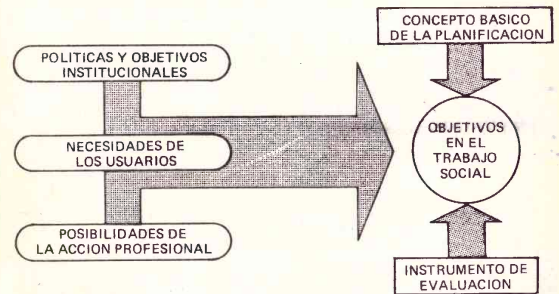 POLITICAS Y OBJETIVOS
INSTITUCIONALES
NECESIDADES DE
LOS USUARIOS
POSIBILIDADES DE
LA ACCION PROFESIONAL
CONCEPTO BASICO
DE LA PLANIFICACION
OBJETIVOS
EN EL
TRABAJO
SOCIAL
INSTRUMENTO DE
EVALUACION